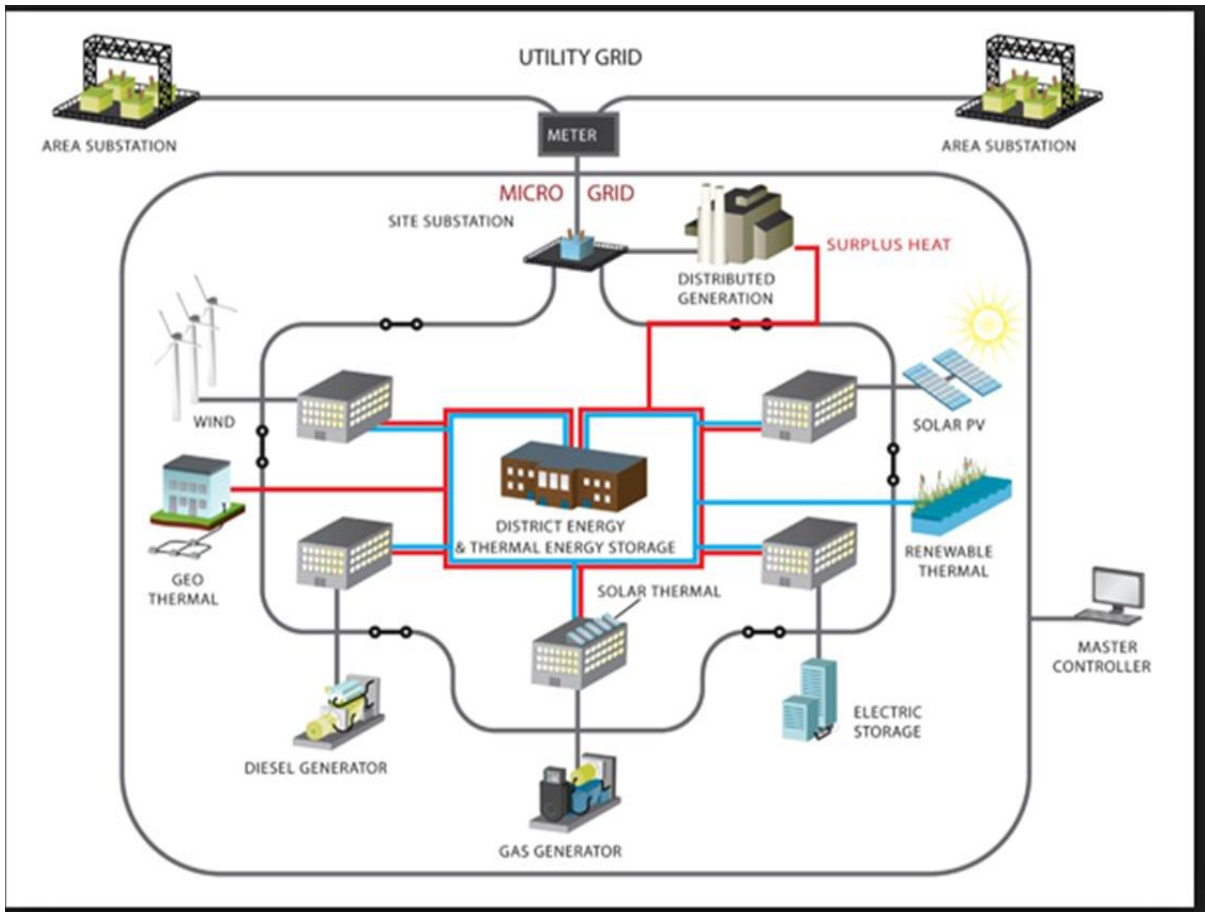 UTILITY GRID
AREA SUBSTATION
METER
AREA SUBSTATION
MICRO GRID
SITE SUBSTATION
SURPLUS HEAT
DISTRIBUTED
GENERATION
WIND
SOLAR PV
DISTRICT ENERGY
& THERMAL ENERGY STORAGE
GEO
THERMAL
RENEWABLE
THERMAL
SOLAR THERMAL
MASTER
CONTROLLER
ELECTRIC
STORAGE
DIESEL GENERATOR
GAS GENERATOR